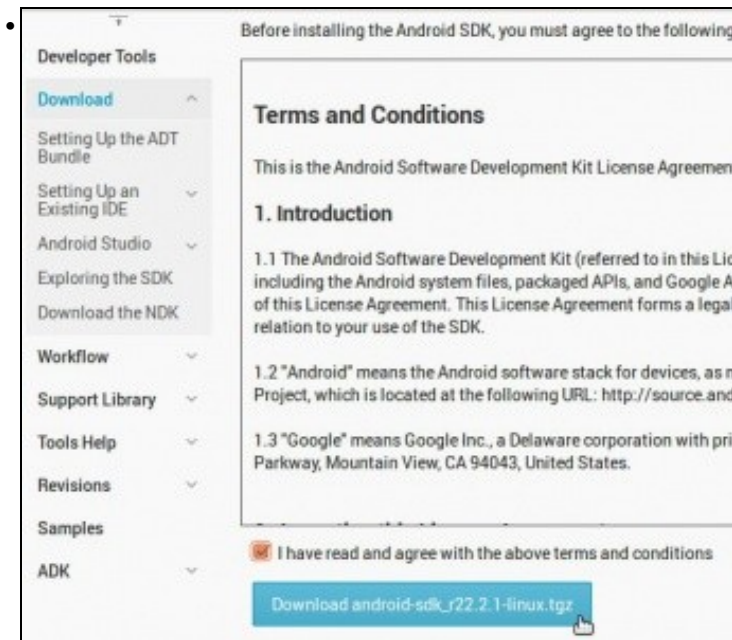 Developer Tools
Download
Setting Up the ADT
Bundle
Setting Up an
Existing IDE
Android Studio
Exploring the SDK
Download the NDK
Workflow
Support Library
Tools Help
Revisions
Samples
ADK
Before installing the Android SDK, you must agree to the following
Terms and Conditions
This is the Android Software Development Kit License Agreemen
1. Introduction
1.1 The Android Software Development Kit (referred to in this Lic
including the Android system files, packaged APIs, and Google A
of this License Agreement. This License Agreement forms a legal
relation to your use of the SDK.
1.2 "Android" means the Android software stack for devices, as m
Project, which is located at the following URL: http://source.and
1.3 "Google" means Google Inc., a Delaware corporation with pri
Parkway, Mountain View, CA 94043, United States.
I have read and agree with the above terms and conditions
Download android-sdk_r22.2.1-linux.tgz